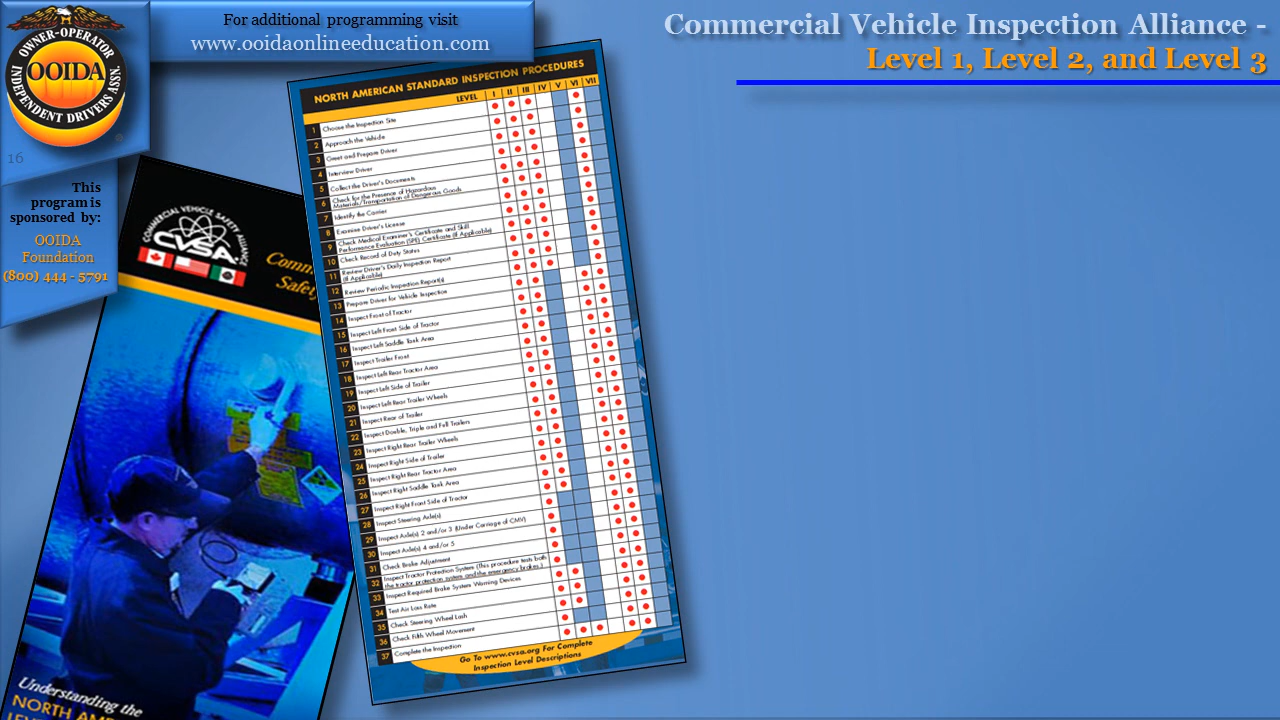 For additional programming visit
www.ooidaonlineeducation.com
Commercial Vehicle Inspection Alliance -
Level 1, Level 2, and Level 3
OWNER-OPERATOR
OOIDA
INDEPENDENT DRIVERS ASSN.
16
This
program is
sponsored by:
OOIDA
Foundation
(800) 444 - 5791
COMMERCIAL VEHICLE SAFETY ALLIANCE
CVSA
Comm
Safety
Understanding the
NORTH AM
NORTH AMERICAN STANDARD INSPECTION PROCEDURES
LEVEL I II III IV V VI VII
1 Choose the Inspection Site
2 Approach the Vehicle
3 Greet and Prepare Driver
4 Interview Driver
5 Collect the Driver's Documents
6 Check for the Presence of Hazardous
Materials/Transportation of Dangerous Goods
7 Identify the Carrier
8 Examine Driver's License
9 Check Medical Examiner's Certificate and Skill
Performance Evaluation (SPE) Certificate (If Applicable)
10 Check Record of Duty Status
11 Review Driver's Daily Inspection Report
(If Applicable)
12 Review Periodic Inspection Report(s)
13 Prepare Driver for Vehicle Inspection
14 Inspect Front of Tractor
15 Inspect Left Front Side of Tractor
16 Inspect Left Saddle Tank Area
17 Inspect Trailer Front
18 Inspect Left Rear Tractor Area
19 Inspect Left Side of Trailer
20 Inspect Left Rear Trailer Wheels
21 Inspect Rear of Trailer
22 Inspect Double, Triple and Full Trailers
23 Inspect Right Rear Trailer Wheels
24 Inspect Right Side of Trailer
25 Inspect Right Rear Tractor Area
26 Inspect Right Saddle Tank Area
27 Inspect Right Front Side of Tractor
28 Inspect Steering Axle(s)
29 Inspect Axle(s) 2 and/or 3 (Under Carriage of CMV)
30 Inspect Axle(s) 4 and/or 5
31 Check Brake Adjustment
32 Inspect Tractor Protection System (This procedure tests both
the tractor protection system and the emergency brakes.)
33 Inspect Required Brake System Warning Devices
34 Test Air Loss Rate
35 Check Steering Wheel Lash
36 Check Fifth Wheel Movement
37 Complete the Inspection
Go To www.cvsa.org For Complete
Inspection Level Descriptions